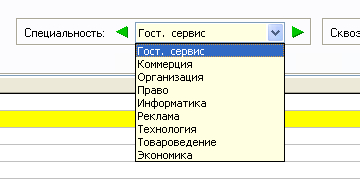 Специальность: Гост. сервис Сквоз
Гост. сервис
Коммерция
Организация
Право
Информатика
Реклама
Технология
Товароведение
Экономика